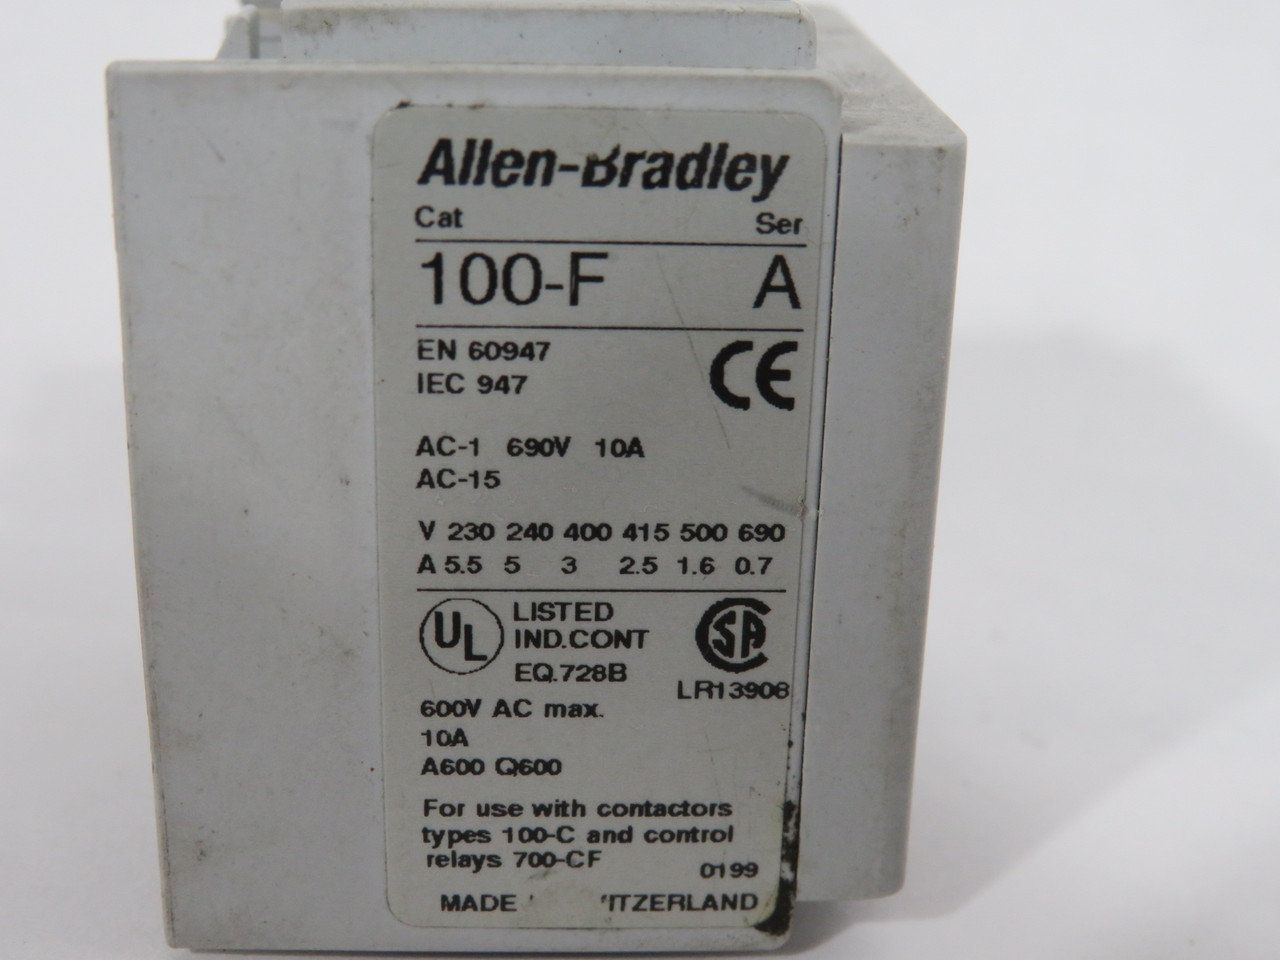 Allen-Bradley
Cat Ser
100-F A
EN 60947
IEC 947
CE
AC-1 690V 10A
AC-15
V 230 240 400 415 500 690
A 5.5 5 3 2.5 1.6 0.7
UL LISTED
IND.CONT
EQ.728B
SA
LR13908
600V AC max.
10A
A600 Q600
For use with contactors
types 100-C and control
relays 700-CF
0199
MADE ITZERLAND